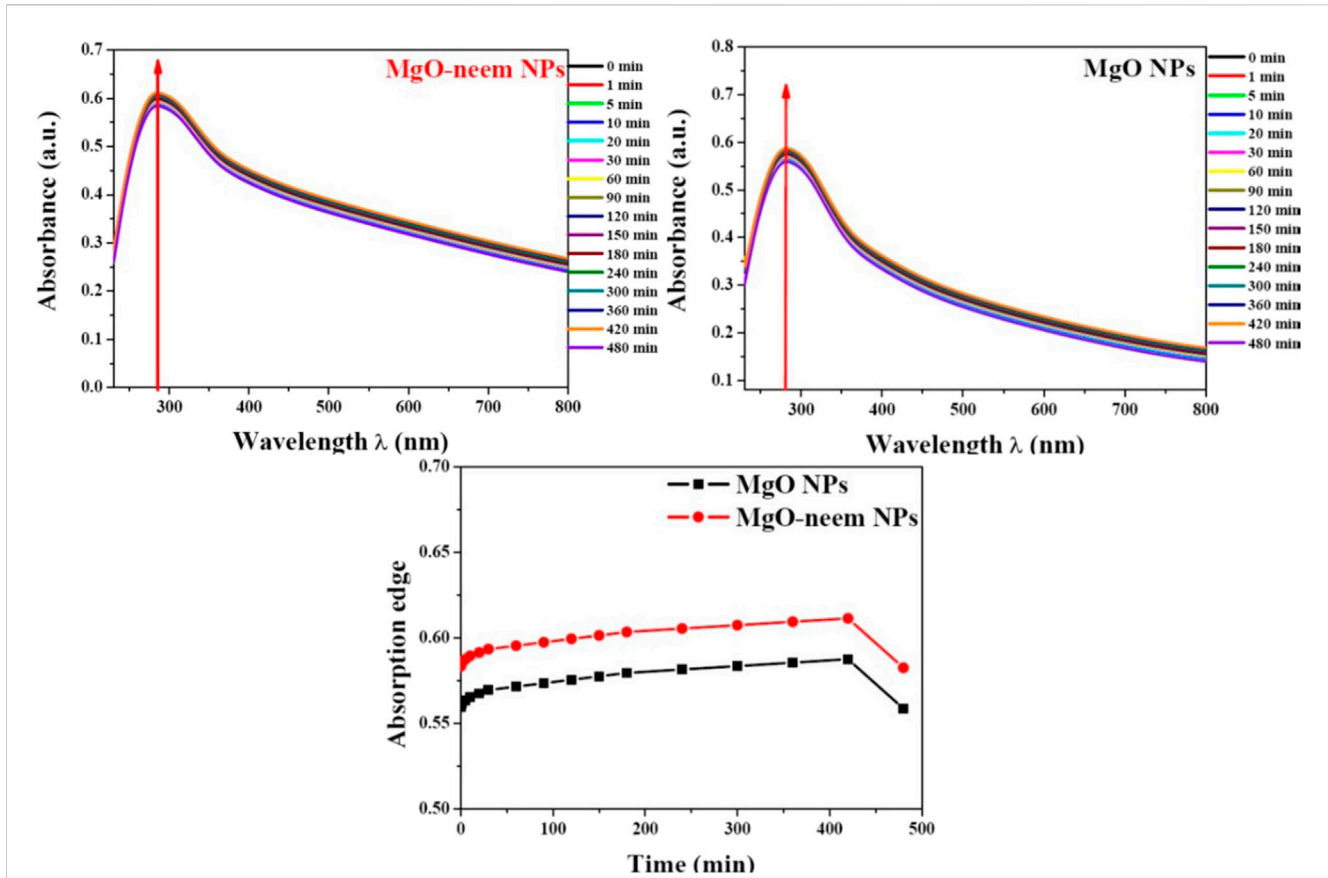 MgO-neem NPs
0.7
0.6
0.5
0.4
0.3
0.2
0.1
0.0
Absorbance (a.u.)
300 400 500 600 700 800
Wavelength λ (nm)
0 min
1 min
5 min
10 min
20 min
30 min
60 min
90 min
120 min
150 min
180 min
240 min
300 min
360 min
420 min
480 min
MgO NPs
0.8
0.7
0.6
0.5
0.4
0.3
0.2
0.1
Absorbance (a.u.)
300 400 500 600 700 800
Wavelength λ (nm)
0 min
1 min
5 min
10 min
20 min
30 min
60 min
90 min
120 min
150 min
180 min
240 min
300 min
360 min
420 min
480 min
0.70
0.65
0.60
0.55
0.50
Absorption edge
MgO NPs
MgO-neem NPs
0 100 200 300 400 500
Time (min)